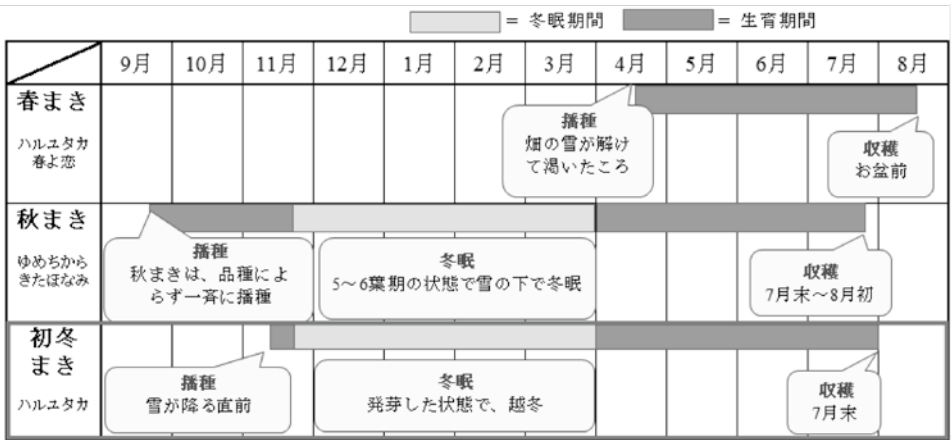 = 冬眠期間
= 生育期間
9月 10月 11月 12月 1月 2月 3月 4月 5月 6月 7月 8月
春まき
ハルユタカ
春よ恋
播種
畑の雪が解け
て渇いたころ
収穫
お盆前
秋まき
ゆめちから
きたほなみ
播種
秋まきは、品種によ
らず一斉に播種
冬眠
5～6葉期の状態で雪の下で冬眠
収穫
7月末～8月初
初冬
まき
ハルユタカ
播種
雪が降る直前
冬眠
発芽した状態で、越冬
収穫
7月末